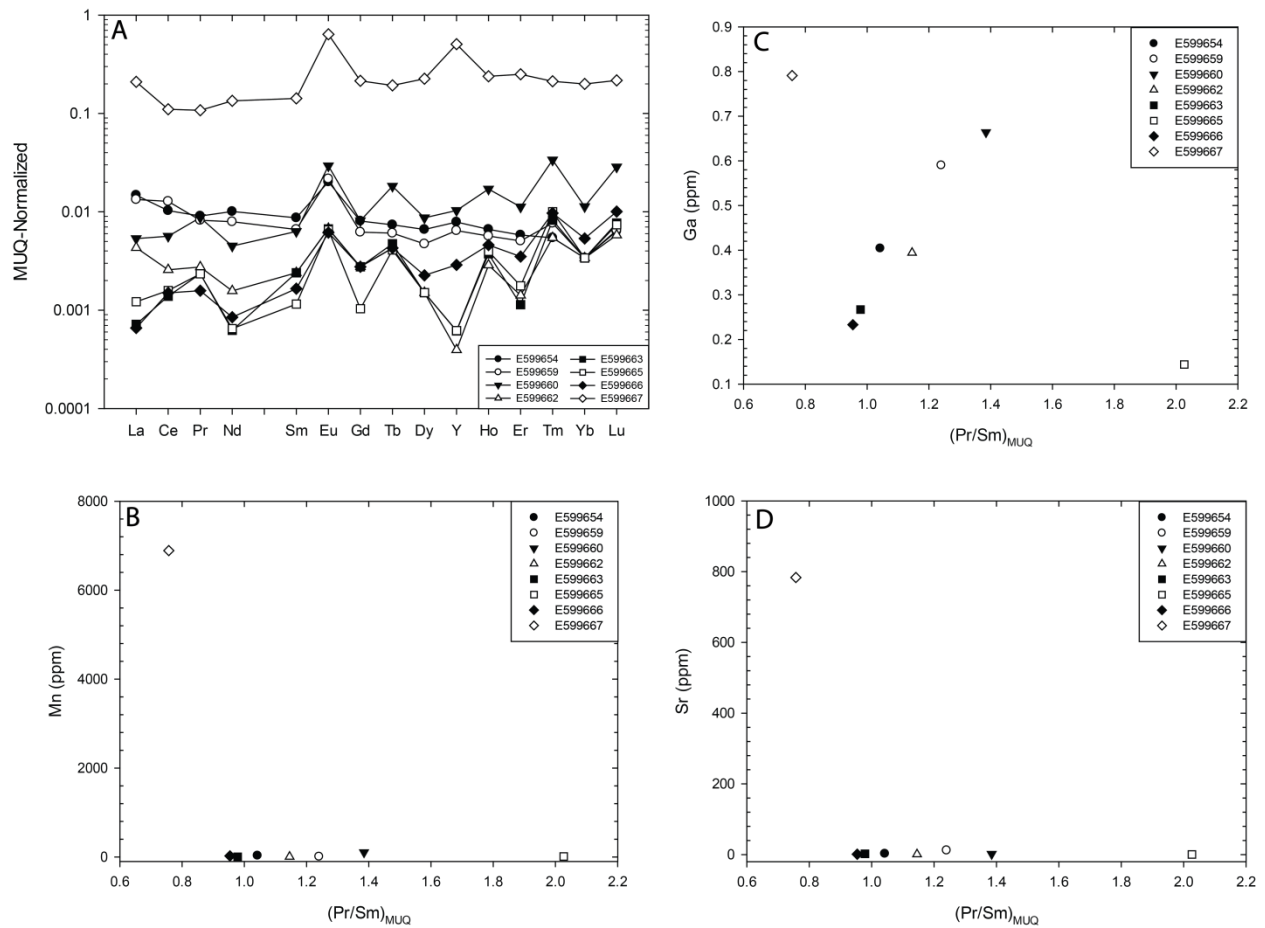 A
MUQ-Normalized
1
0.1
0.01
0.001
0.0001
La Ce Pr Nd Sm Eu Gd Tb Dy Y Ho Er Tm Yb Lu
E599654 E599663
E599659 E599665
E599660 E599666
E599662 E599667
C
Ga (ppm)
0.9
0.8
0.7
0.6
0.5
0.4
0.3
0.2
0.1
0.6 0.8 1.0 1.2 1.4 1.6 1.8 2.0 2.2
(Pr/Sm)MUQ
E599654
E599659
E599660
E599662
E599663
E599665
E599666
E599667
B
Mn (ppm)
8000
6000
4000
2000
0
0.6 0.8 1.0 1.2 1.4 1.6 1.8 2.0 2.2
(Pr/Sm)MUQ
E599654
E599659
E599660
E599662
E599663
E599665
E599666
E599667
D
Sr (ppm)
1000
800
600
400
200
0
0.6 0.8 1.0 1.2 1.4 1.6 1.8 2.0 2.2
(Pr/Sm)MUQ
E599654
E599659
E599660
E599662
E599663
E599665
E599666
E599667